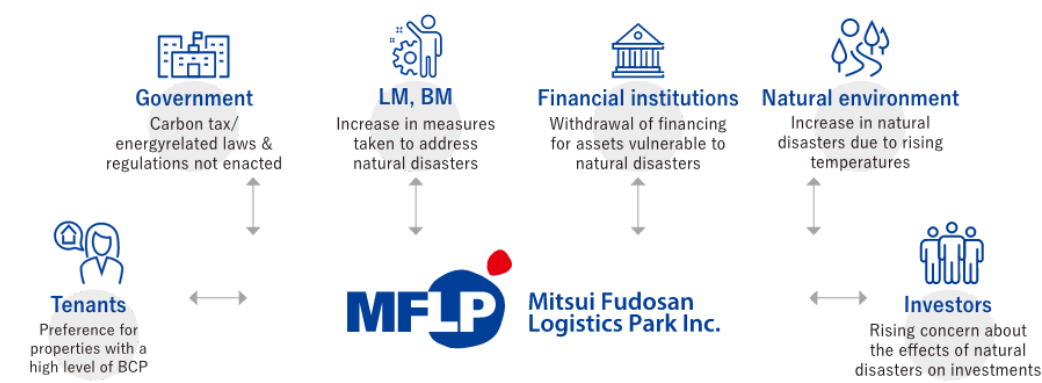 Government
Carbon tax/
energyrelated laws &
regulations not enacted
LM, BM
Increase in measures
taken to address
natural disasters
Financial institutions
Withdrawal of financing
for assets vulnerable to
natural disasters
Natural environment
Increase in natural
disasters due to rising
temperatures
Tenants
Preference for
properties with a
high level of BCP
MFLP
Mitsui Fudosan
Logistics Park Inc.
Investors
Rising concern about
the effects of natural
disasters on investments